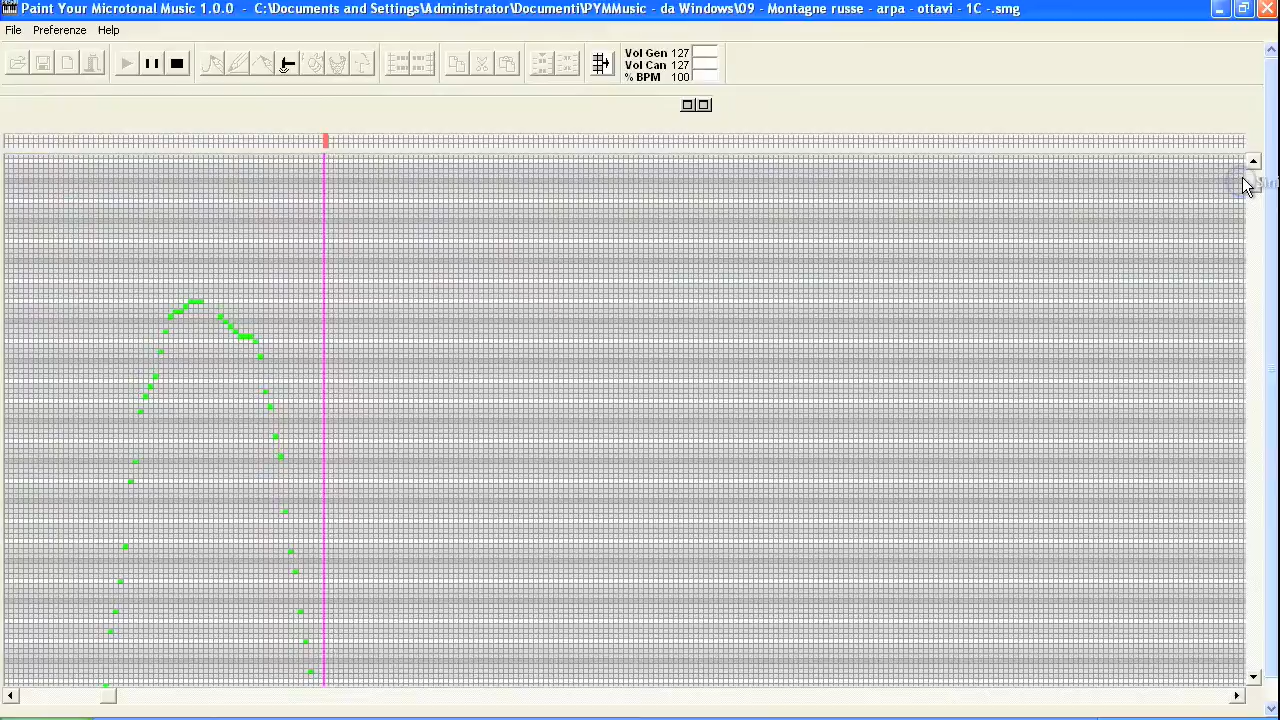 Paint Your Microtonal Music 1.0.0 - C:\Documents and Settings\Administrator\Documenti\PYMMusic - da Windows\09 - Montagne russe - arpa - ottavi - 1C -.smg
File Preferenze Help
Vol Gen 127
Vol Can 127
% BPM 100